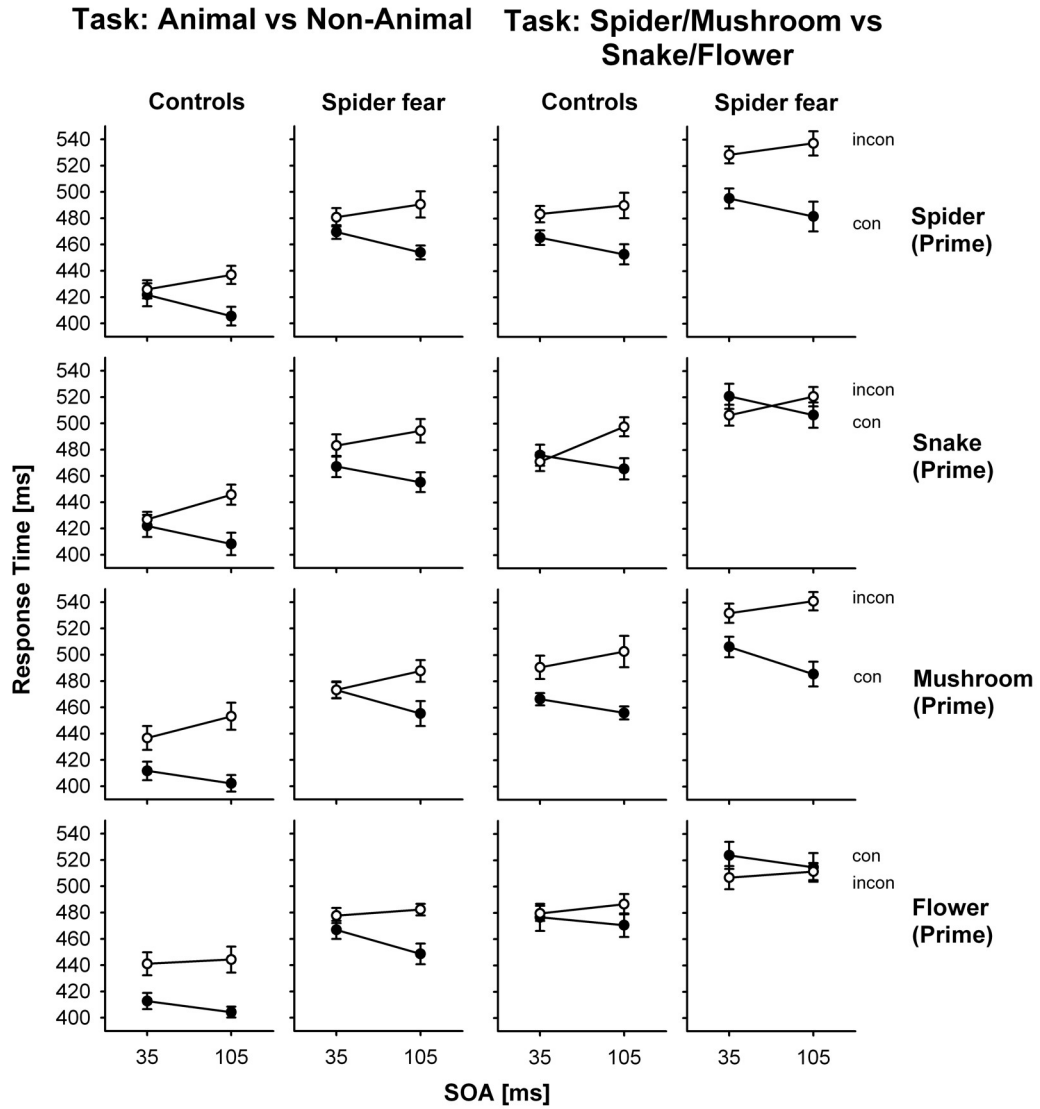 Task: Animal vs Non-Animal
Task: Spider/Mushroom vs
Snake/Flower
Controls
Spider fear
Controls
Spider fear
Response Time [ms]
540
520
500
480
460
440
420
400
incon
con
Spider
(Prime)
540
520
500
480
460
440
420
400
incon
con
Snake
(Prime)
540
520
500
480
460
440
420
400
incon
con
Mushroom
(Prime)
540
520
500
480
460
440
420
400
con
incon
Flower
(Prime)
35 105 35 105 35 105 35 105
SOA [ms]